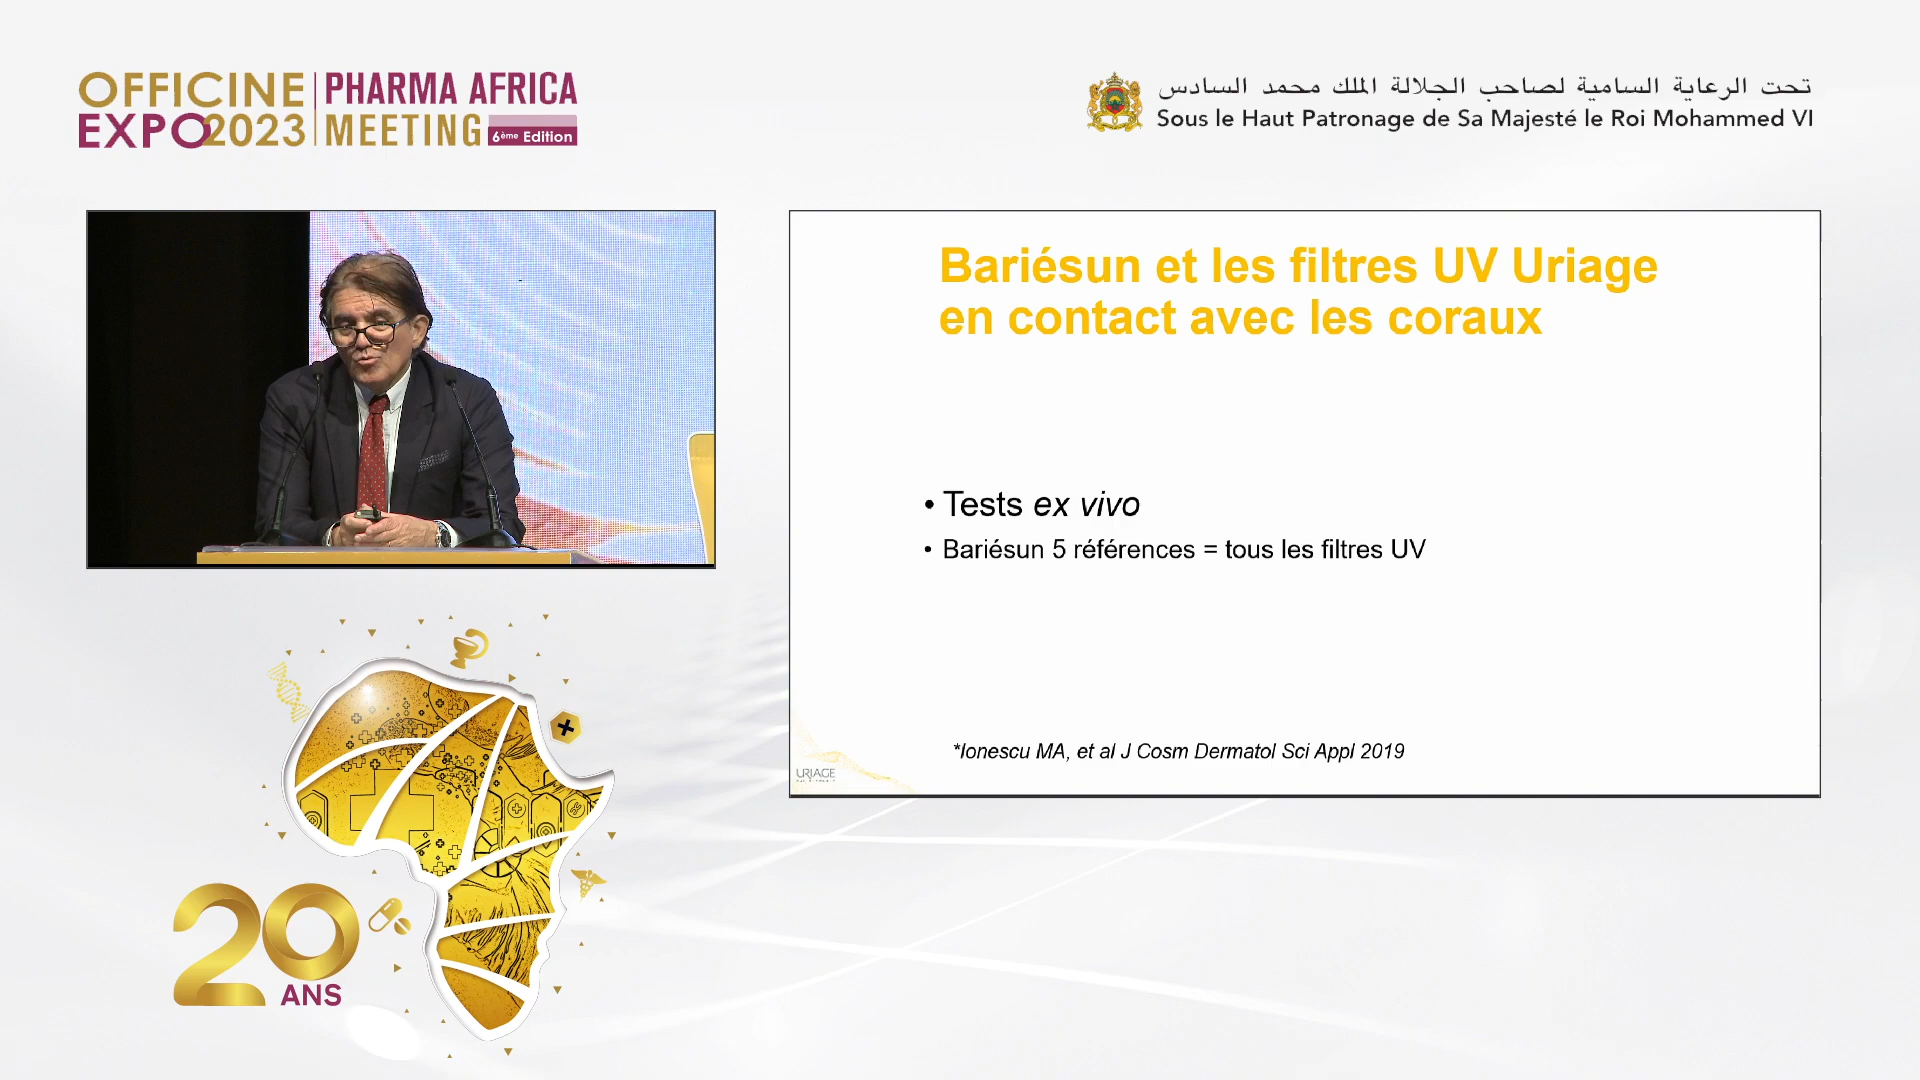 OFFICINE
EXPO2023
PHARMA AFRICA
MEETING
6ème Edition
تحت الرعاية السامية لصاحب الجلالة الملك محمد السادس
Sous le Haut Patronage de Sa Majesté le Roi Mohammed VI
Bariésun et les filtres UV Uriage
en contact avec les coraux
• Tests ex vivo
• Bariésun 5 références = tous les filtres UV
*Ionescu MA, et al J Cosm Dermatol Sci Appl 2019
URIAGE
20
ANS